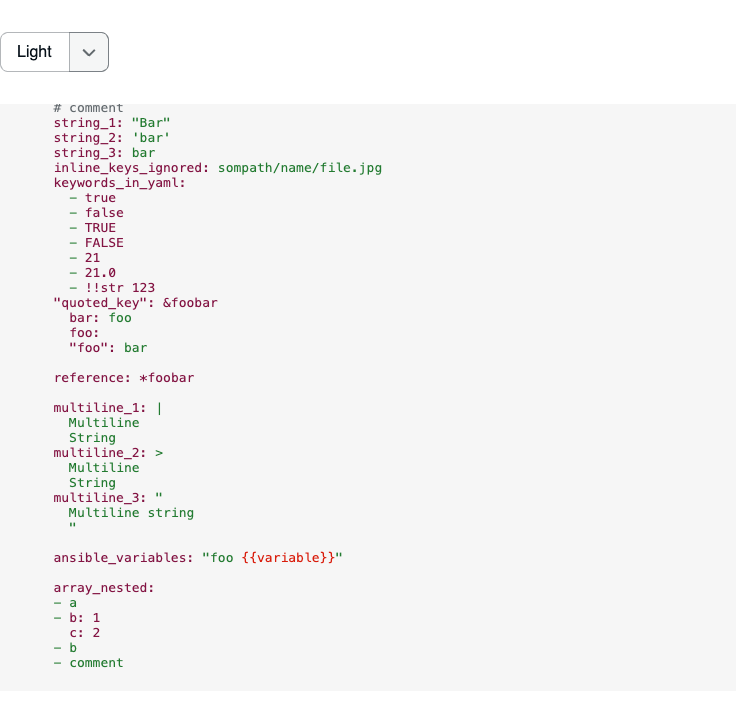 Light
# comment
string_1: "Bar"
string_2: 'bar'
string_3: bar
inline_keys_ignored: sompath/name/file.jpg
keywords_in_yaml:
  - true
  - false
  - TRUE
  - FALSE
  - 21
  - 21.0
  - !!str 123
"quoted_key": &foobar
  bar: foo
  foo:
  "foo": bar

reference: *foobar

multiline_1: |
  Multiline
  String
multiline_2: >
  Multiline
  String
multiline_3: "
  Multiline string
  "

ansible_variables: "foo {{variable}}"

array_nested:
- a
- b: 1
  c: 2
- b
- comment